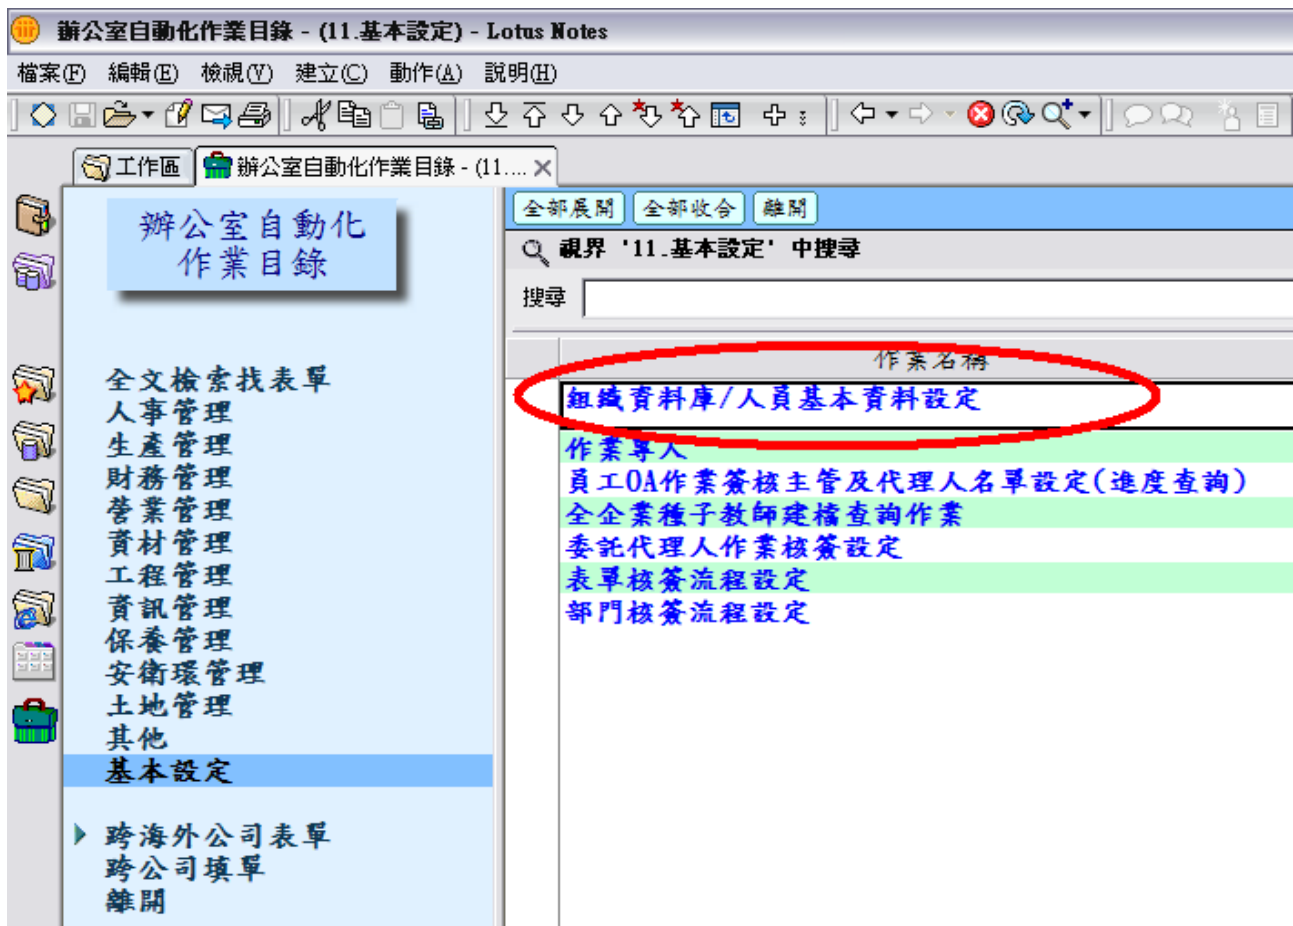 辦公室自動化作業目錄 - (11.基本設定) - Lotus Notes
檔案(F) 編輯(E) 檢視(V) 建立(C) 動作(A) 說明(H)
工作區 辦公室自動化作業目錄 - (11....
辦公室自動化
作業目錄
全文檢索找表單
人事管理
生產管理
財務管理
營業管理
資材管理
工程管理
資訊管理
保養管理
安衛環管理
土地管理
其他
基本設定
跨海外公司表單
跨公司填單
離開
全部展開 全部收合 離開
視界 '11.基本設定' 中搜尋
搜尋
作業名稱
組織資料庫/人員基本資料設定
作業專人
員工OA作業簽核主管及代理人名單設定(進度查詢)
全企業種子教師建檔查詢作業
委託代理人作業核簽設定
表單核簽流程設定
部門核簽流程設定